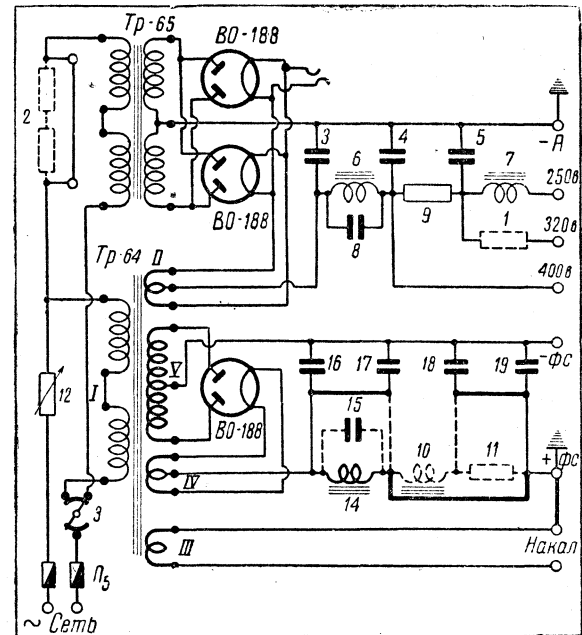 Тр-65
ВО-188
2
3
4
5
-А
6
7
250в
8
9
1
320в
ВО-188
400в
Тр-64
II
V
16
17
18
19
-ФС
12
I
ВО-188
15
10
11
+ФС
IV
14
З
III
Накал
П5
~ Сеть